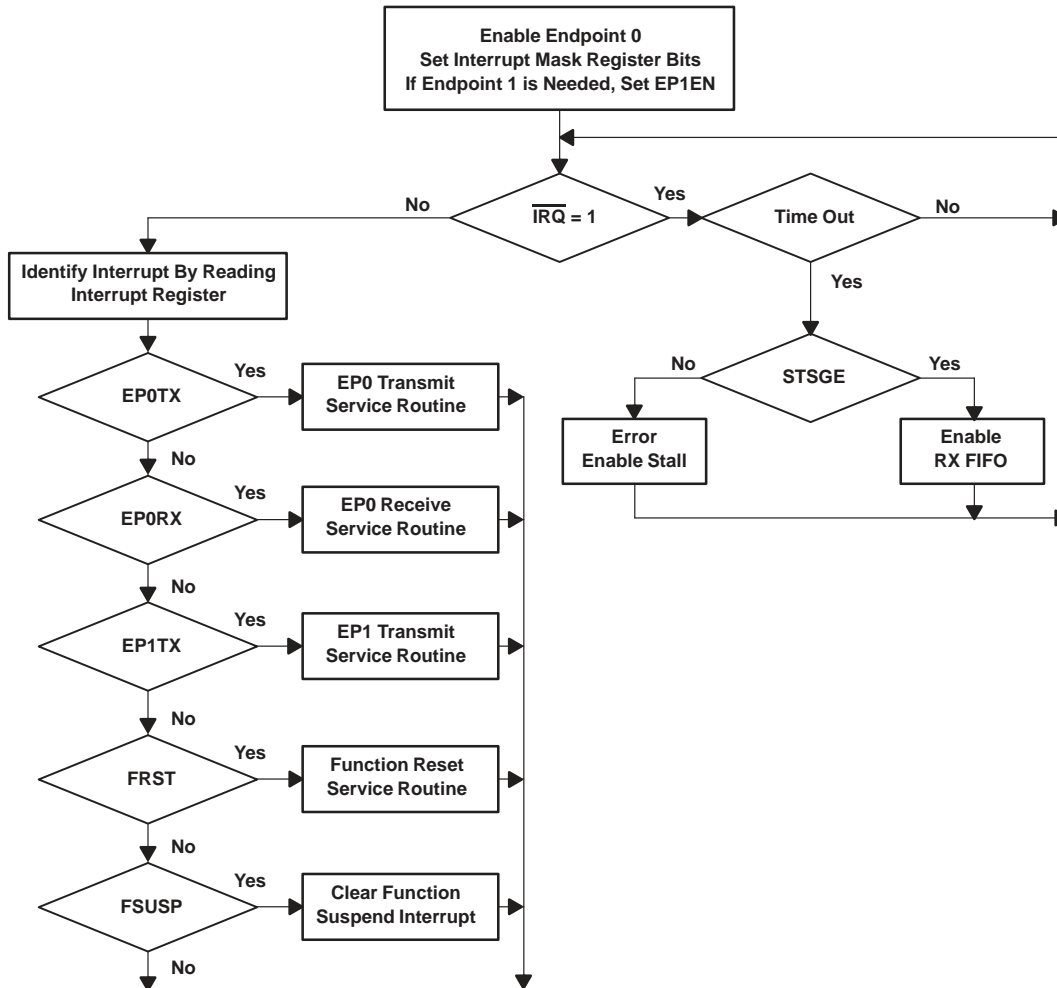 Enable Endpoint 0
Set Interrupt Mask Register Bits
If Endpoint 1 is Needed, Set EP1EN
No
IRQ = 1
Yes
Time Out
No
Identify Interrupt By Reading
Interrupt Register
Yes
No
STSGE
Yes
Error
Enable Stall
Enable
RX FIFO
EP0TX
Yes
EP0 Transmit
Service Routine
No
EP0RX
Yes
EP0 Receive
Service Routine
No
EP1TX
Yes
EP1 Transmit
Service Routine
No
FRST
Yes
Function Reset
Service Routine
No
FSUSP
Yes
Clear Function
Suspend Interrupt
No